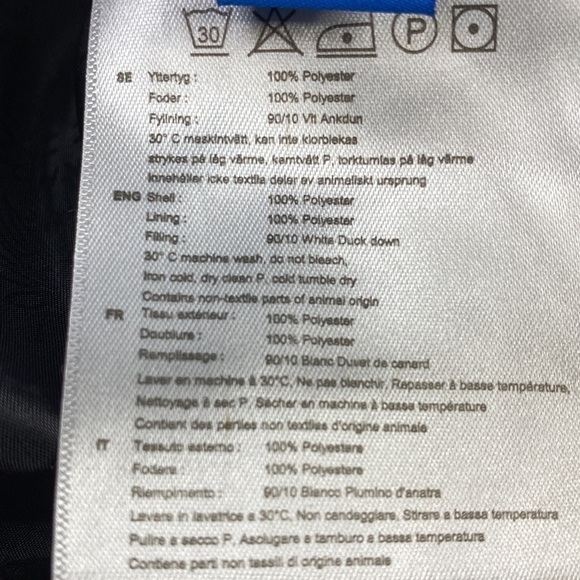 30 P
SE Yttertyg : 100% Polyester
Foder : 100% Polyester
Fyllning : 90/10 Vit Ankdun
30° C maskintvätt, kan inte klorblekas
strykes på låg värme, kemtvätt P, torktumlas på låg värme
Innehåller icke textila delar av animaliskt ursprung
ENG Shell : 100% Polyester
Lining : 100% Polyester
Filling : 90/10 White Duck down
30° C machine wash, do not bleach,
Iron cold, dry clean P, cold tumble dry
Contains non-textile parts of animal origin
FR Tissu extérieur : 100% Polyester
Doublure : 100% Polyester
Remplissage : 90/10 Blanc Duvet de canard
Laver en machine à 30°C, Ne pas blanchir, Repasser à basse température,
Nettoyage à sec P. Sécher en machine à basse température
Contient des parties non textiles d'origine animale
IT Tessuto esterno : 100% Polyestere
Fodera : 100% Polyestere
Riempimento : 90/10 Bianco Piumino d'anatra
Lavare in lavatrice a 30°C, Non candeggiare, Stirare a bassa temperatura
Pulire a secco P, Asciugare a tamburo a bassa temperatura
Contiene parti non tessili di origine animale